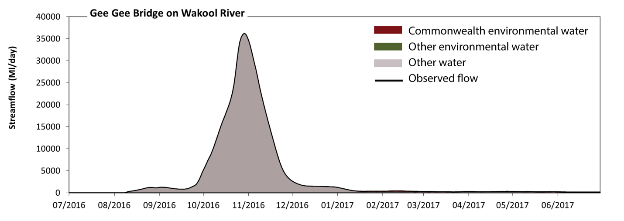 Gee Gee Bridge on Wakool River
Streamflow (Ml/day)
40000
35000
30000
25000
20000
15000
10000
5000
0
07/2016 08/2016 09/2016 10/2016 11/2016 12/2016 01/2017 02/2017 03/2017 04/2017 05/2017 06/2017
Commonwealth environmental water
Other environmental water
Other water
Observed flow